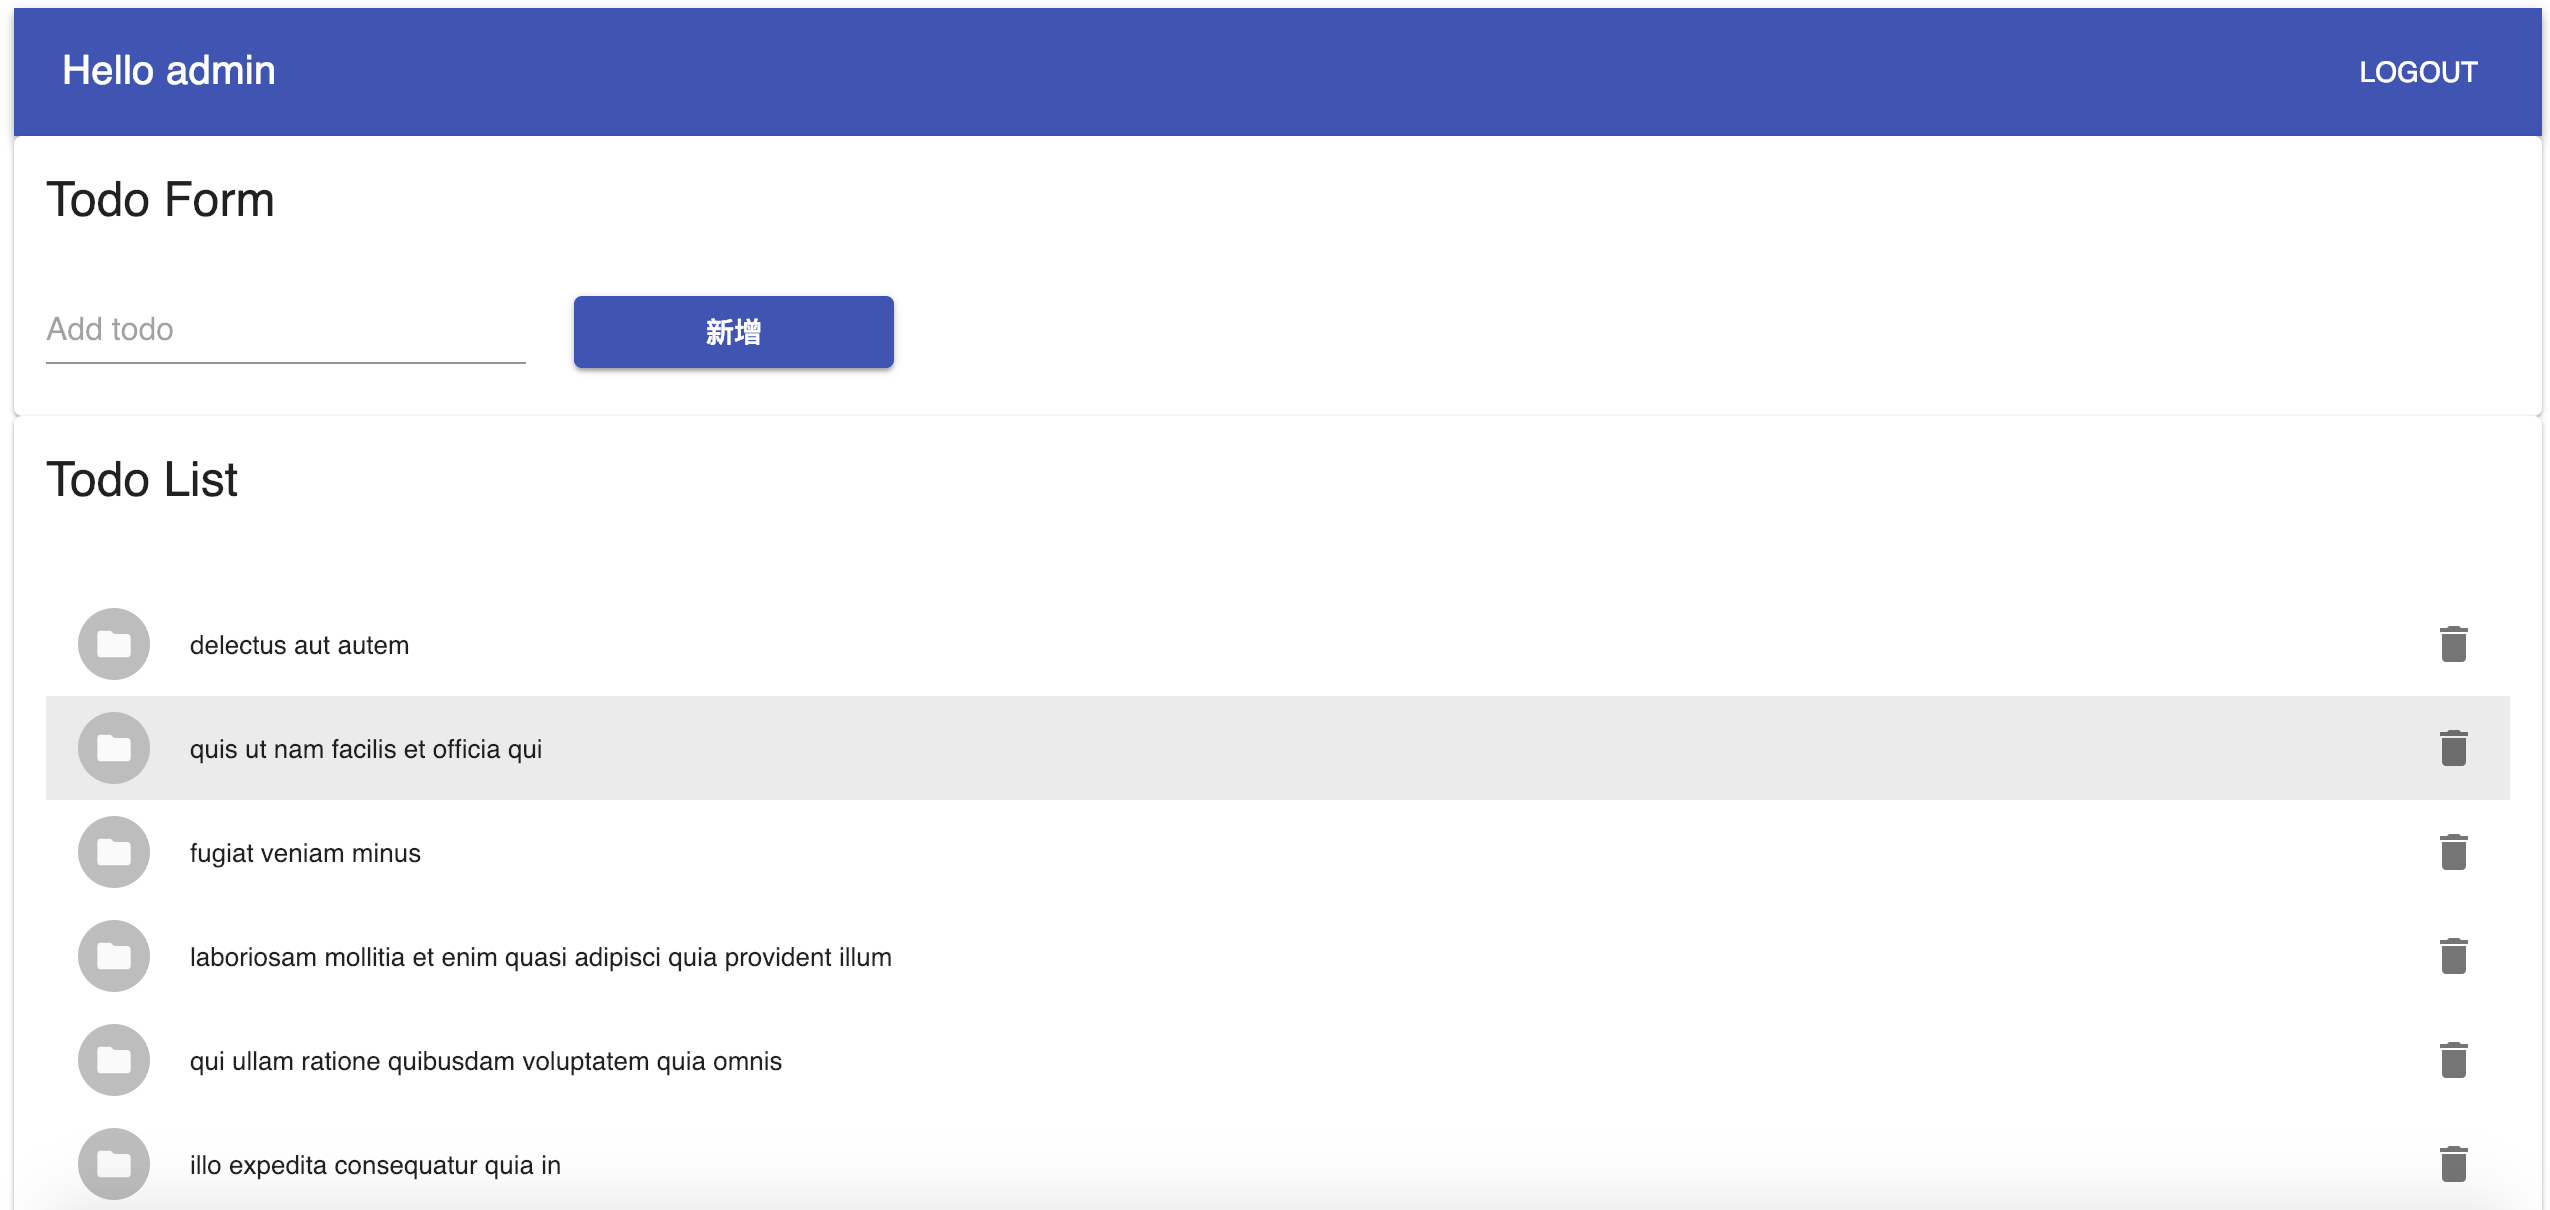 Hello admin
LOGOUT
Todo Form
Add todo
新增
Todo List
delectus aut autem
quis ut nam facilis et officia qui
fugiat veniam minus
laboriosam mollitia et enim quasi adipisci quia provident illum
qui ullam ratione quibusdam voluptatem quia omnis
illo expedita consequatur quia in